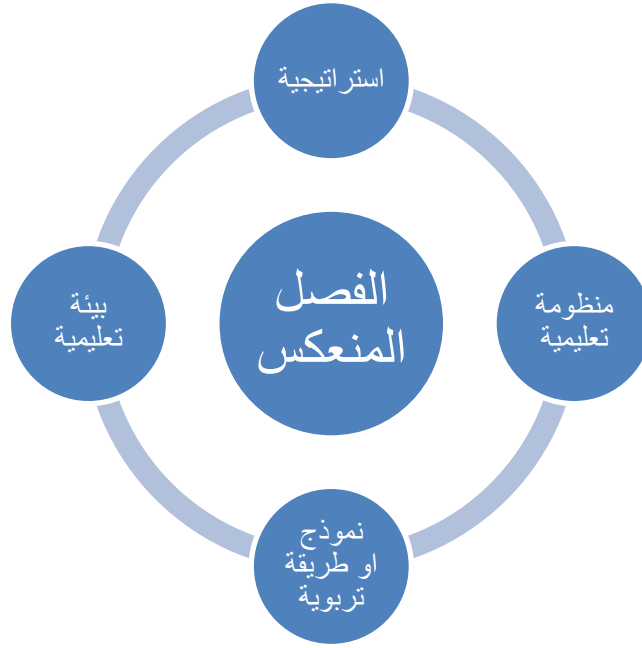 استراتيجية
الفصل
المنعكس
منظومة
تعليمية
بيئة
تعليمية
نموذج
او طريقة
تربوية